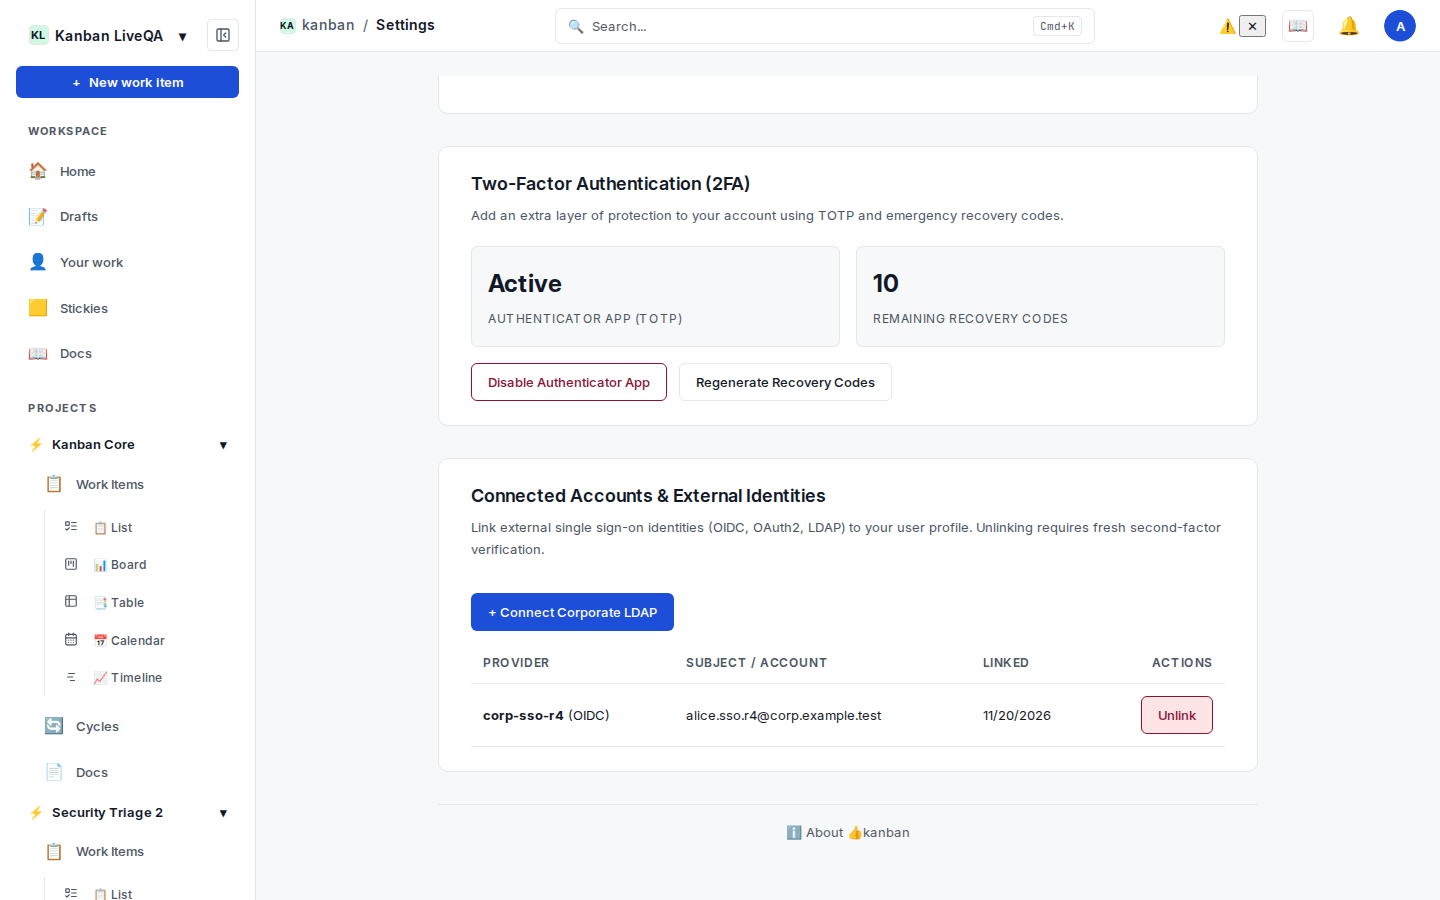 KL Kanban LiveQA ▼
+ New work item
WORKSPACE
Home
Drafts
Your work
Stickies
Docs
PROJECTS
Kanban Core ▼
Work Items
List
Board
Table
Calendar
Timeline
Cycles
Docs
Security Triage 2 ▼
Work Items
List
KA kanban / Settings
Search...
Cmd+K
✕
A
Two-Factor Authentication (2FA)
Add an extra layer of protection to your account using TOTP and emergency recovery codes.
Active
AUTHENTICATOR APP (TOTP)
10
REMAINING RECOVERY CODES
Disable Authenticator App
Regenerate Recovery Codes
Connected Accounts & External Identities
Link external single sign-on identities (OIDC, OAuth2, LDAP) to your user profile. Unlinking requires fresh second-factor
verification.
+ Connect Corporate LDAP
PROVIDER SUBJECT / ACCOUNT LINKED ACTIONS
corp-sso-r4 (OIDC) alice.sso.r4@corp.example.test 11/20/2026 Unlink
ℹ️ About 👍kanban